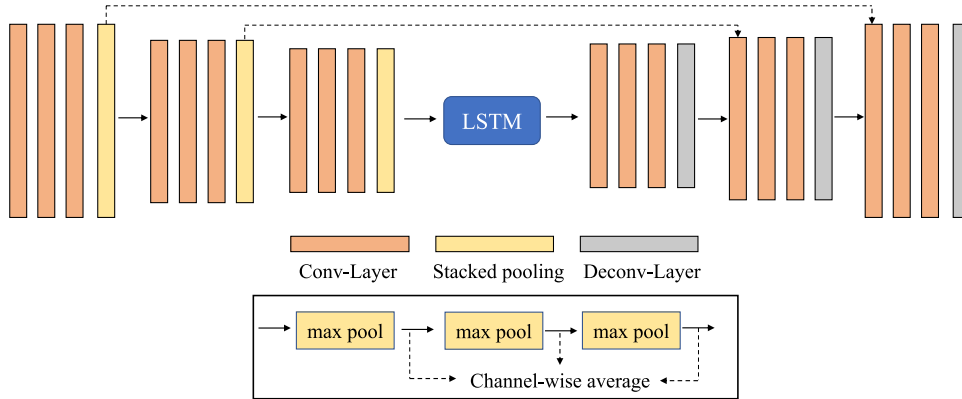 LSTM
Conv-Layer Stacked pooling Deconv-Layer
max pool max pool max pool
Channel-wise average